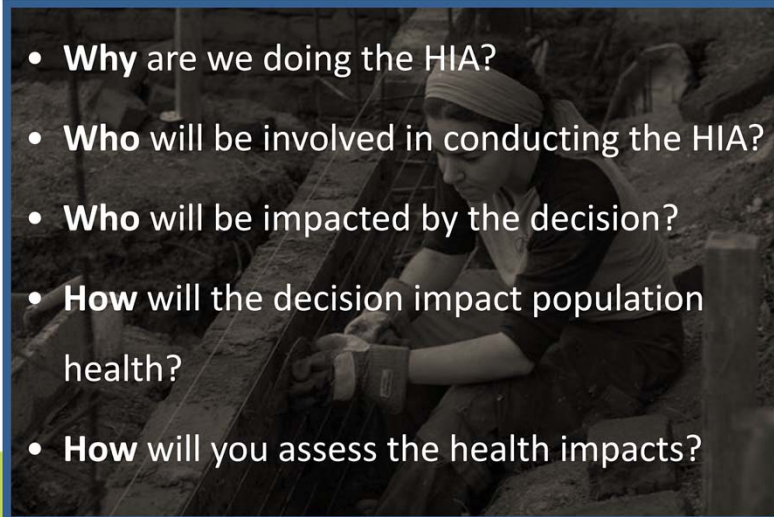 • Why are we doing the HIA?
• Who will be involved in conducting the HIA?
• Who will be impacted by the decision?
• How will the decision impact population
health?
• How will you assess the health impacts?